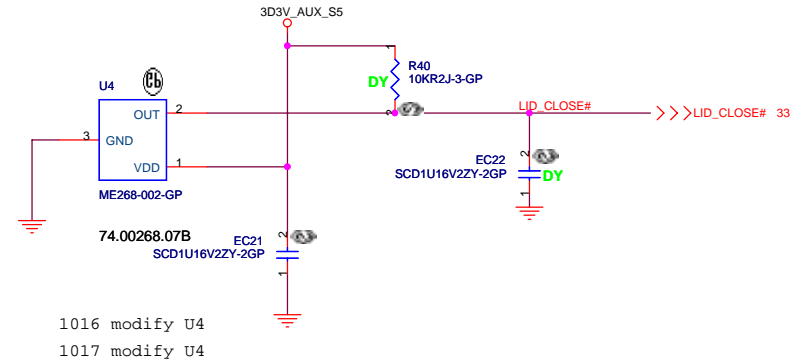 3D3V_AUX_S5
1
R40
10KR2J-3-GP
DY
2
U4
OUT 2
3 GND
VDD 1
ME268-002-GP
74.00268.07B
LID_CLOSE#
LID_CLOSE# 33
2
EC22
SCD1U16V2ZY-2GP
DY
1
2
EC21
SCD1U16V2ZY-2GP
1
1016 modify U4
1017 modify U4